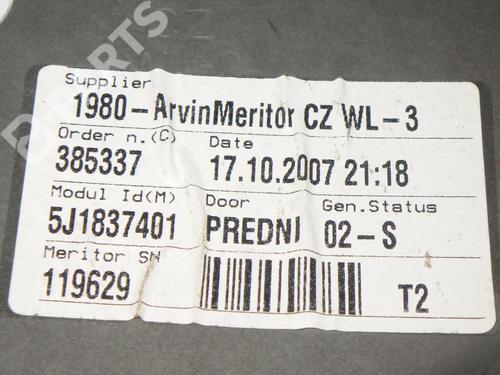 Supplier
1980-ArvinMeritor CZ WL-3
Order n.(C) Date
385337 17.10.2007 21:18
Modul Id(M) Door Gen.Status
5J1837401 PREDNI 02-S
Meritor SN
119629 T2